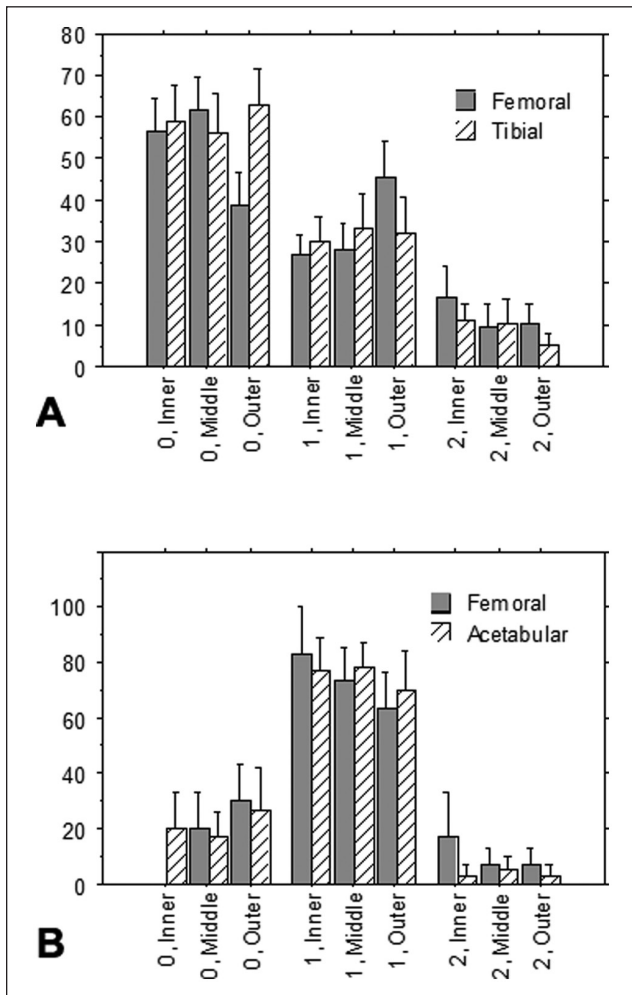 80
70
60
50
40
30
20
10
0
Femoral
Tibial
0, Inner
0, Middle
0, Outer
1, Inner
1, Middle
1, Outer
2, Inner
2, Middle
2, Outer
A
100
80
60
40
20
0
Femoral
Acetabular
0, Inner
0, Middle
0, Outer
1, Inner
1, Middle
1, Outer
2, Inner
2, Middle
2, Outer
B